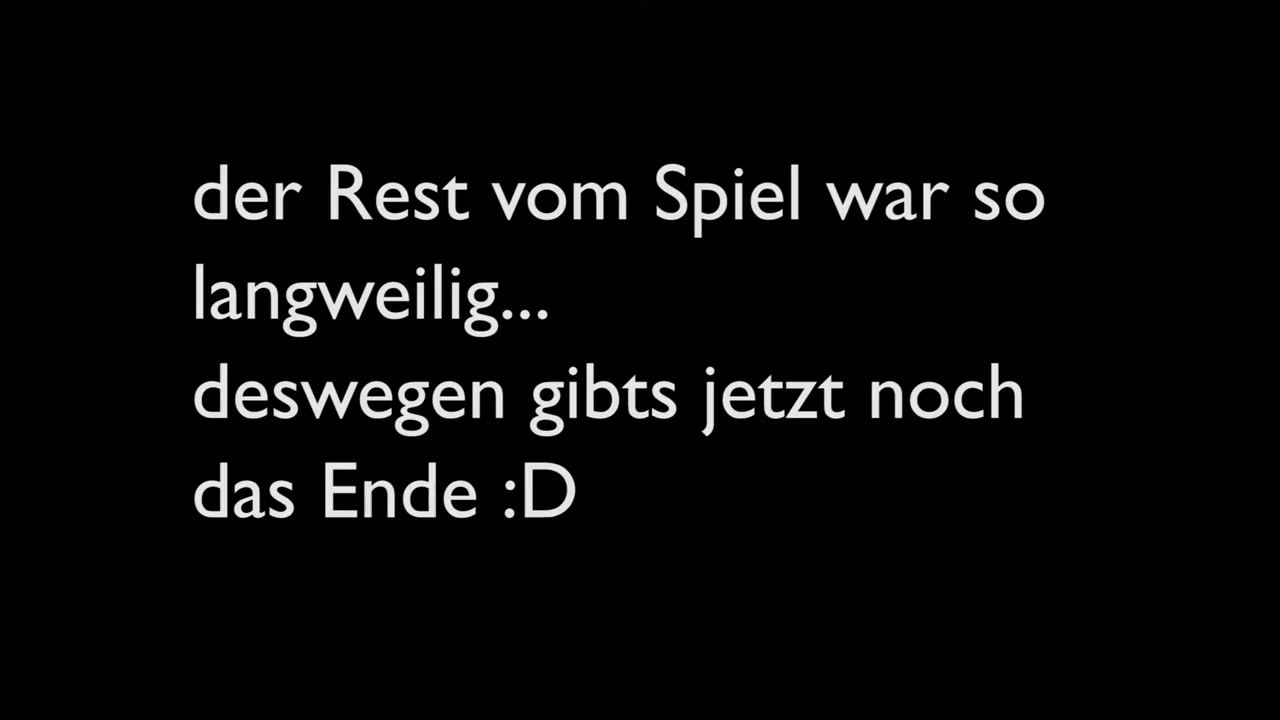 der Rest vom Spiel war so
langweilig...
deswegen gibts jetzt noch
das Ende :D